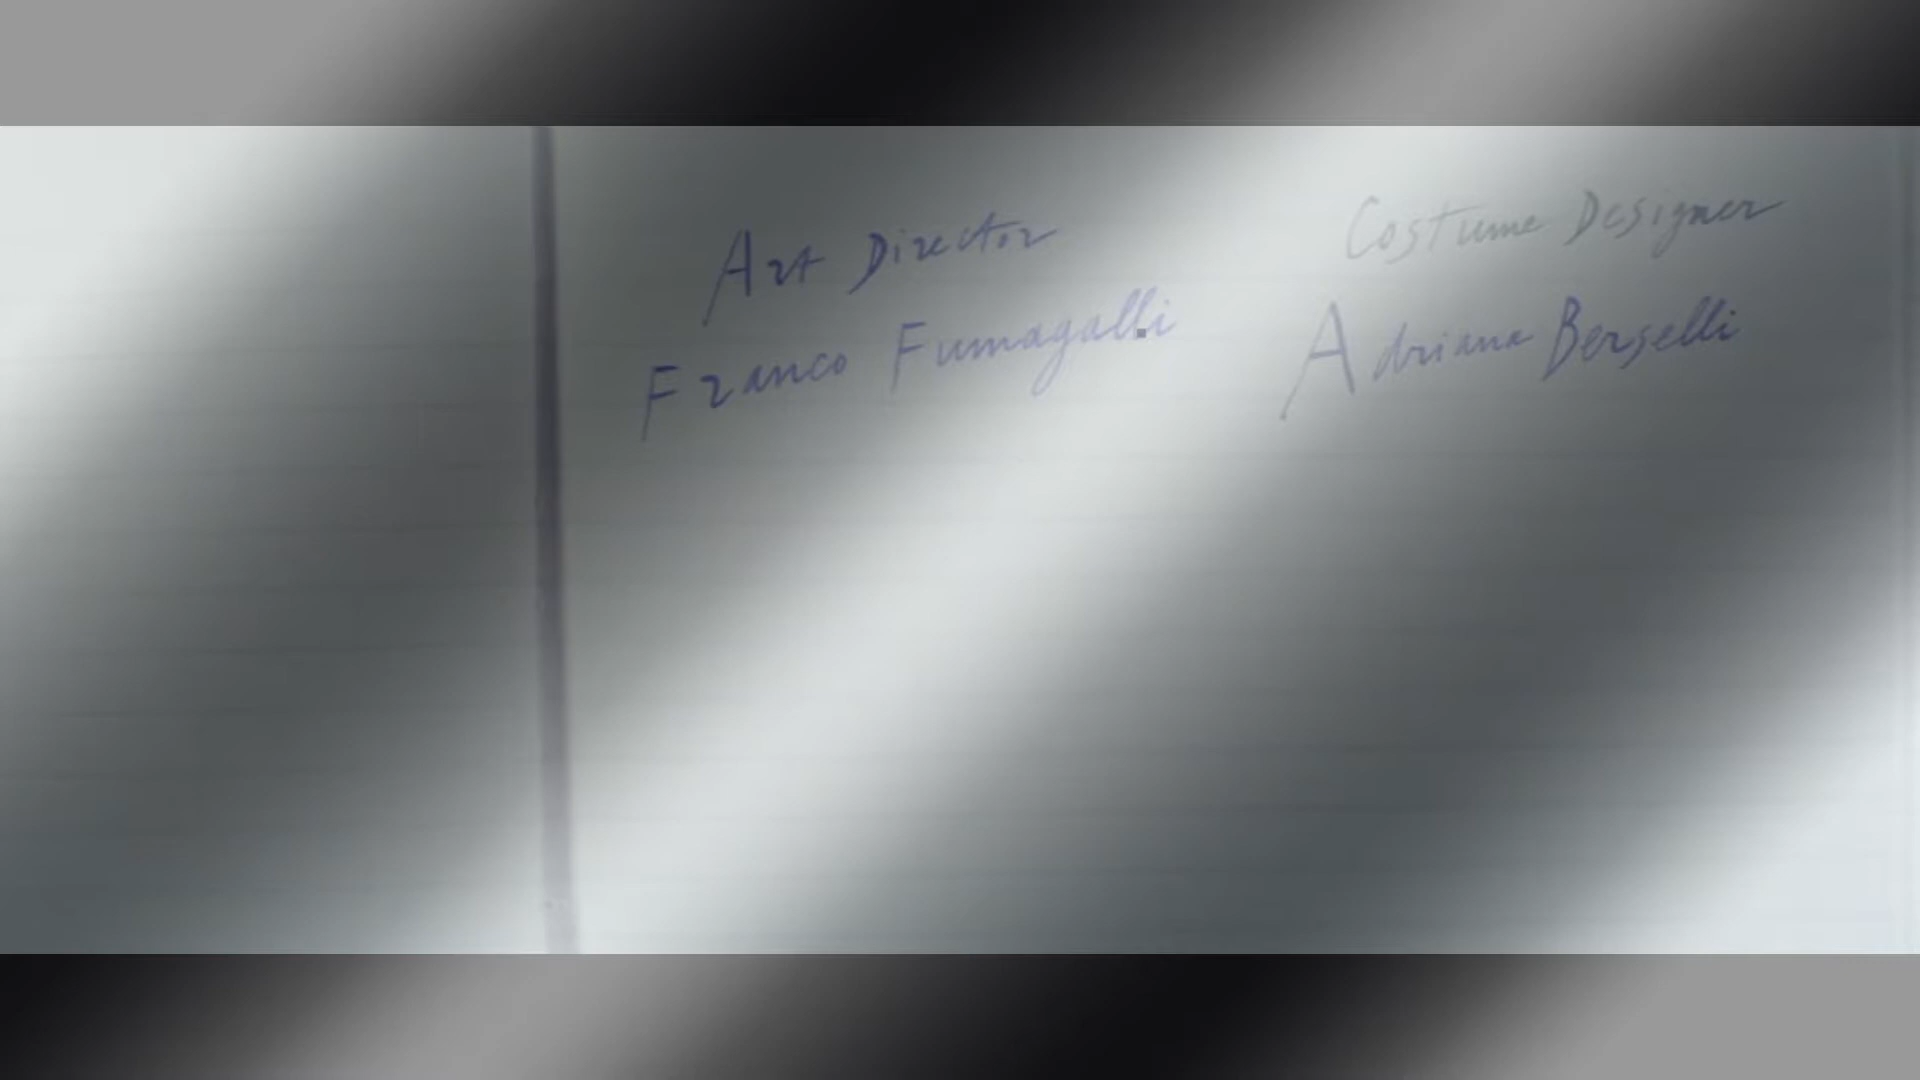 Art Director
Franco Fumagalli
Costume Designer
Adriana Berselli